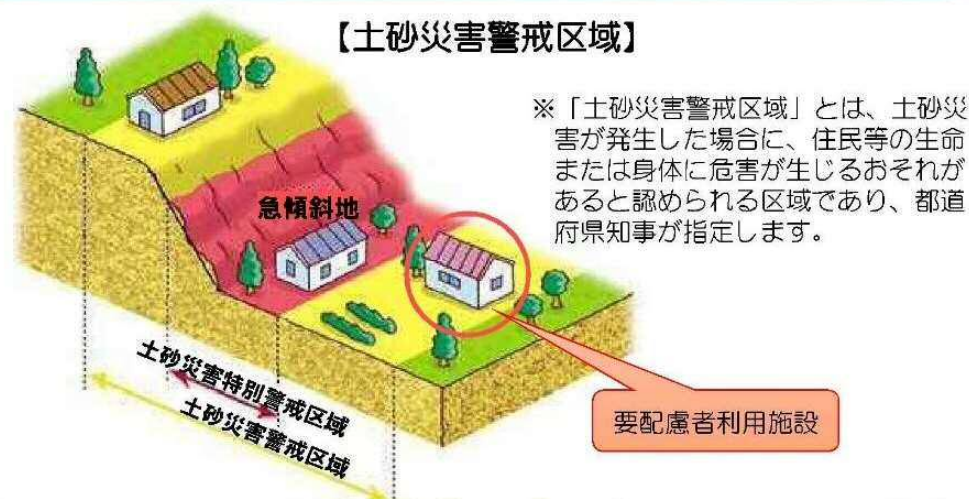 【土砂災害警戒区域】
※「土砂災害警戒区域」とは、土砂災
害が発生した場合に、住民等の生命
または身体に危害が生じるおそれが
あると認められる区域であり、都道
府県知事が指定します。
急傾斜地
土砂災害特別警戒区域
土砂災害警戒区域
要配慮者利用施設